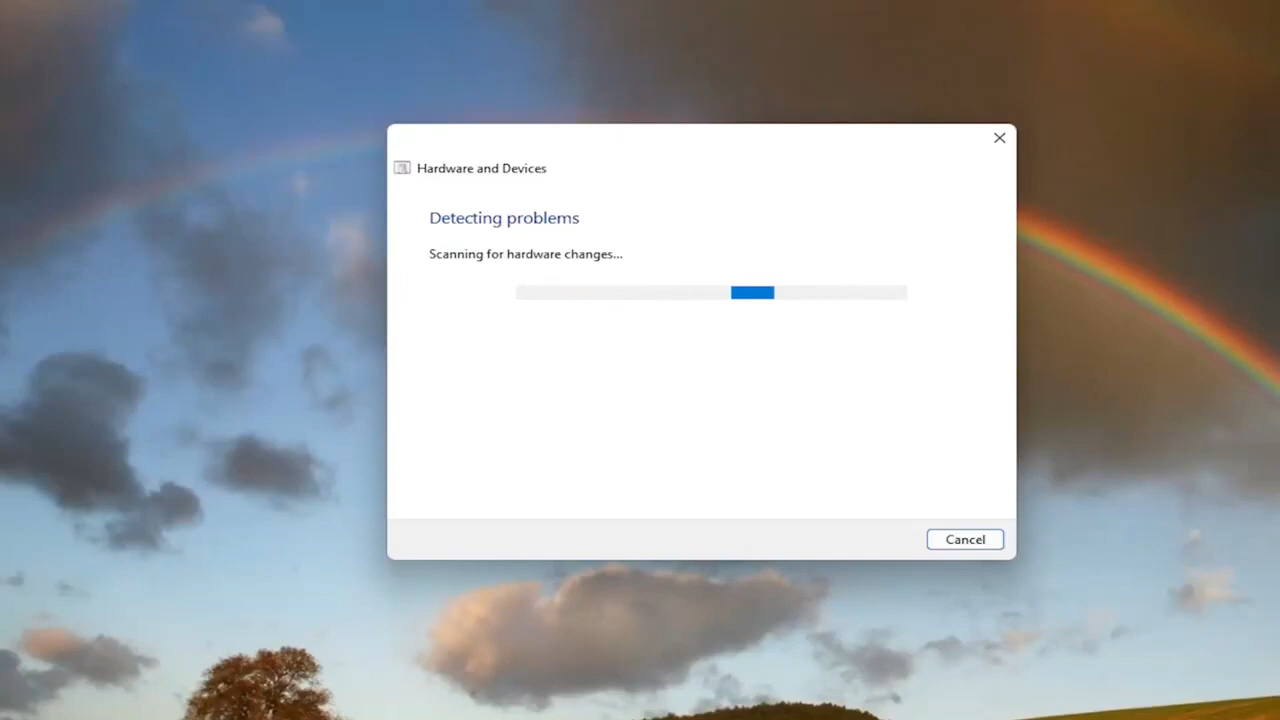 Hardware and Devices
Detecting problems
Scanning for hardware changes...
Cancel